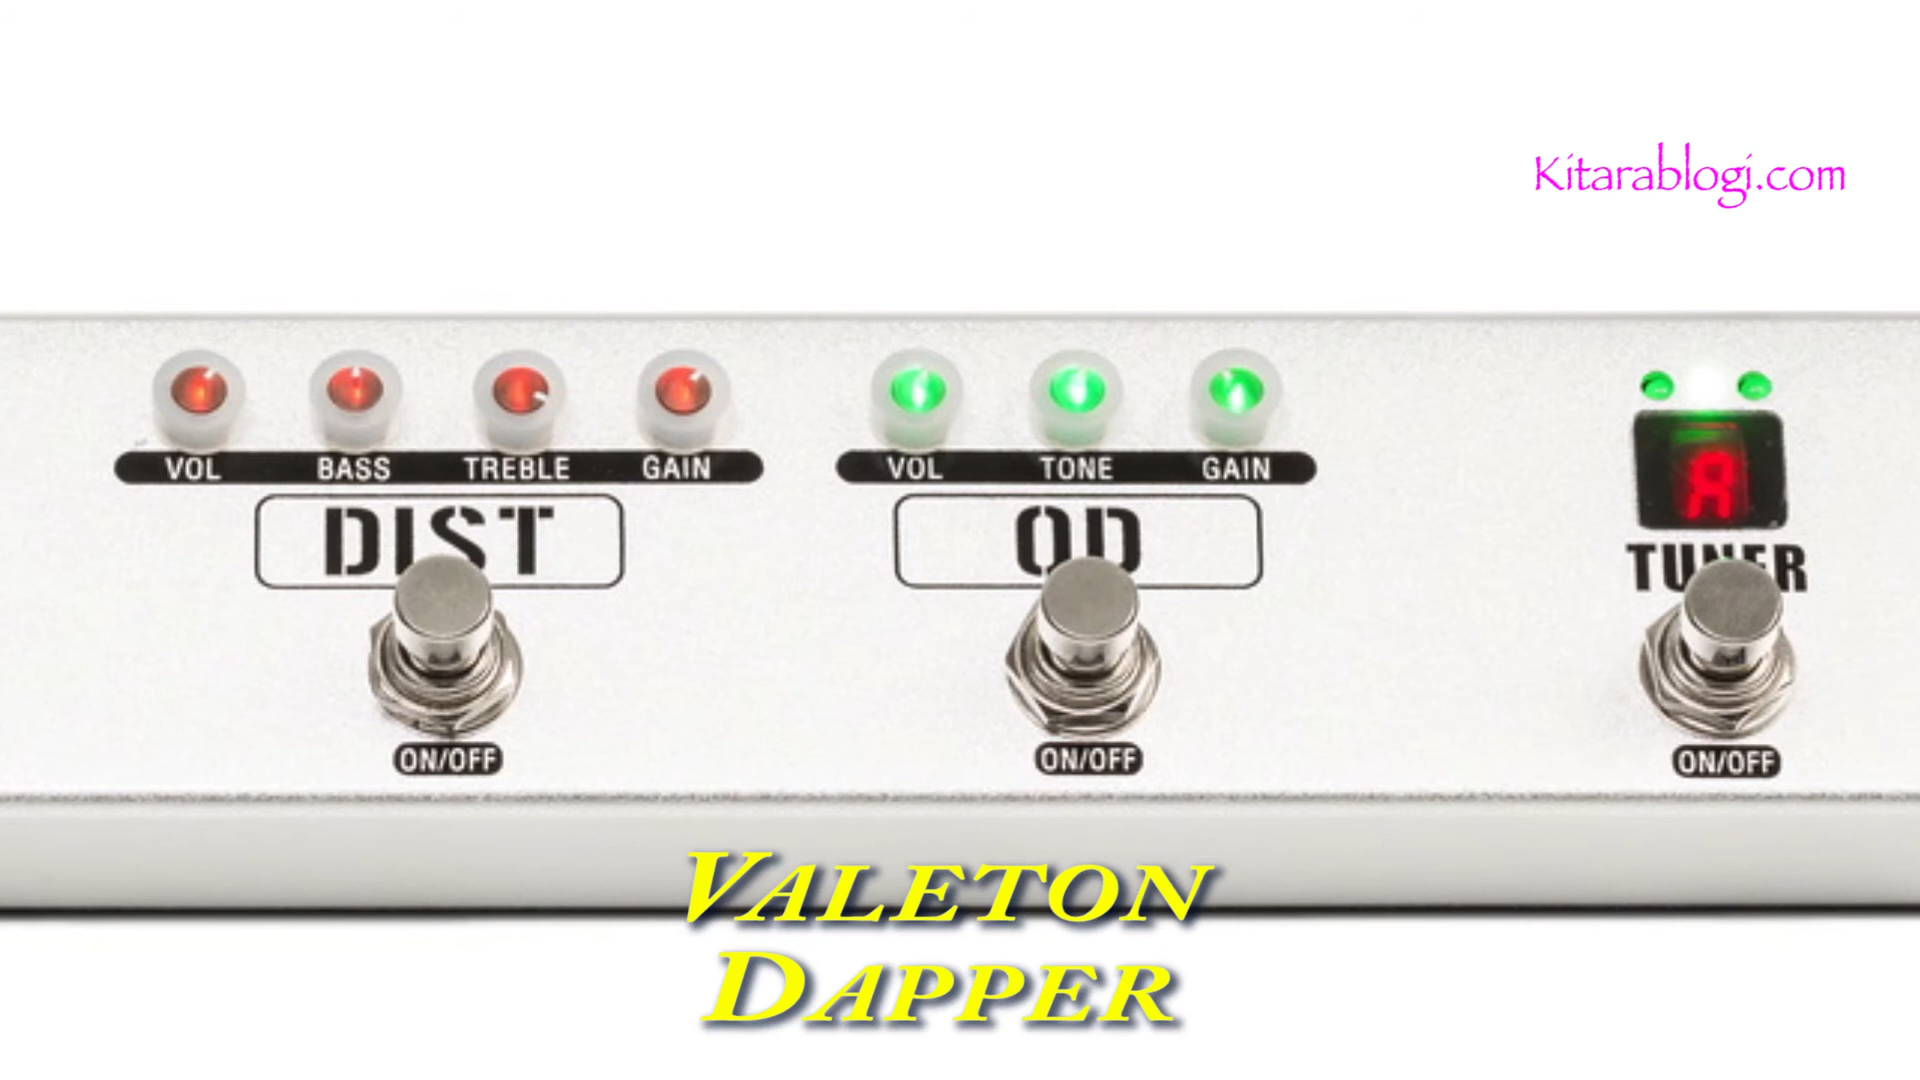 Kitarablogi.com
VOL BASS TREBLE GAIN
VOL TONE GAIN
A
DIST
OD
TUNER
ON/OFF
ON/OFF
ON/OFF
VALETON
DAPPER